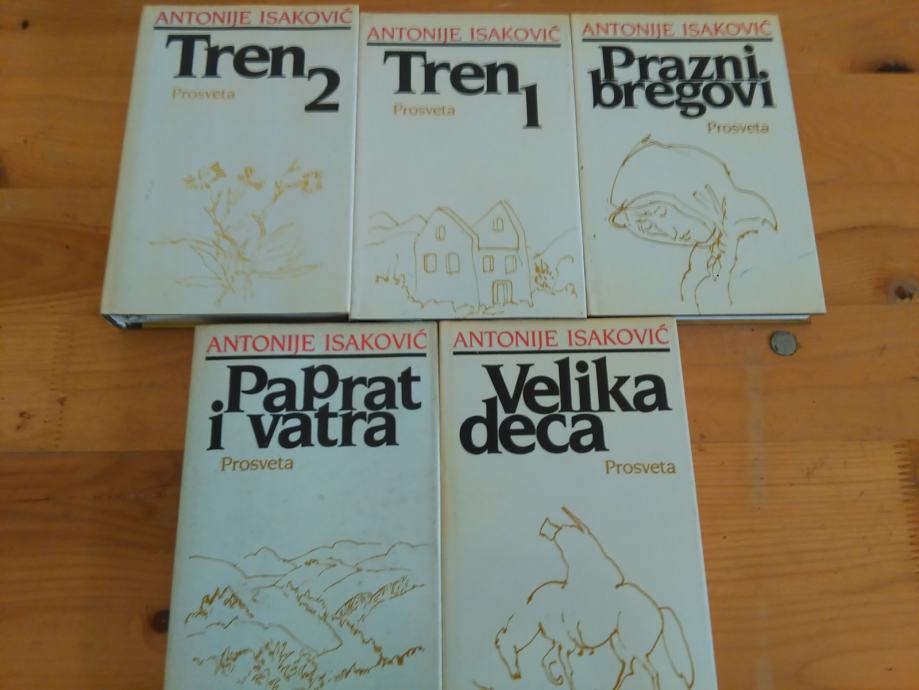 ANTONIJE ISAKOVIĆ
Tren 2
Prosveta
ANTONIJE ISAKOVIĆ
Tren 1
Prosveta
ANTONIJE ISAKOVIĆ
Prazni
bregovi
Prosveta
ANTONIJE ISAKOVIĆ
Paprat
i vatra
Prosveta
ANTONIJE ISAKOVIĆ
Velika
deca
Prosveta